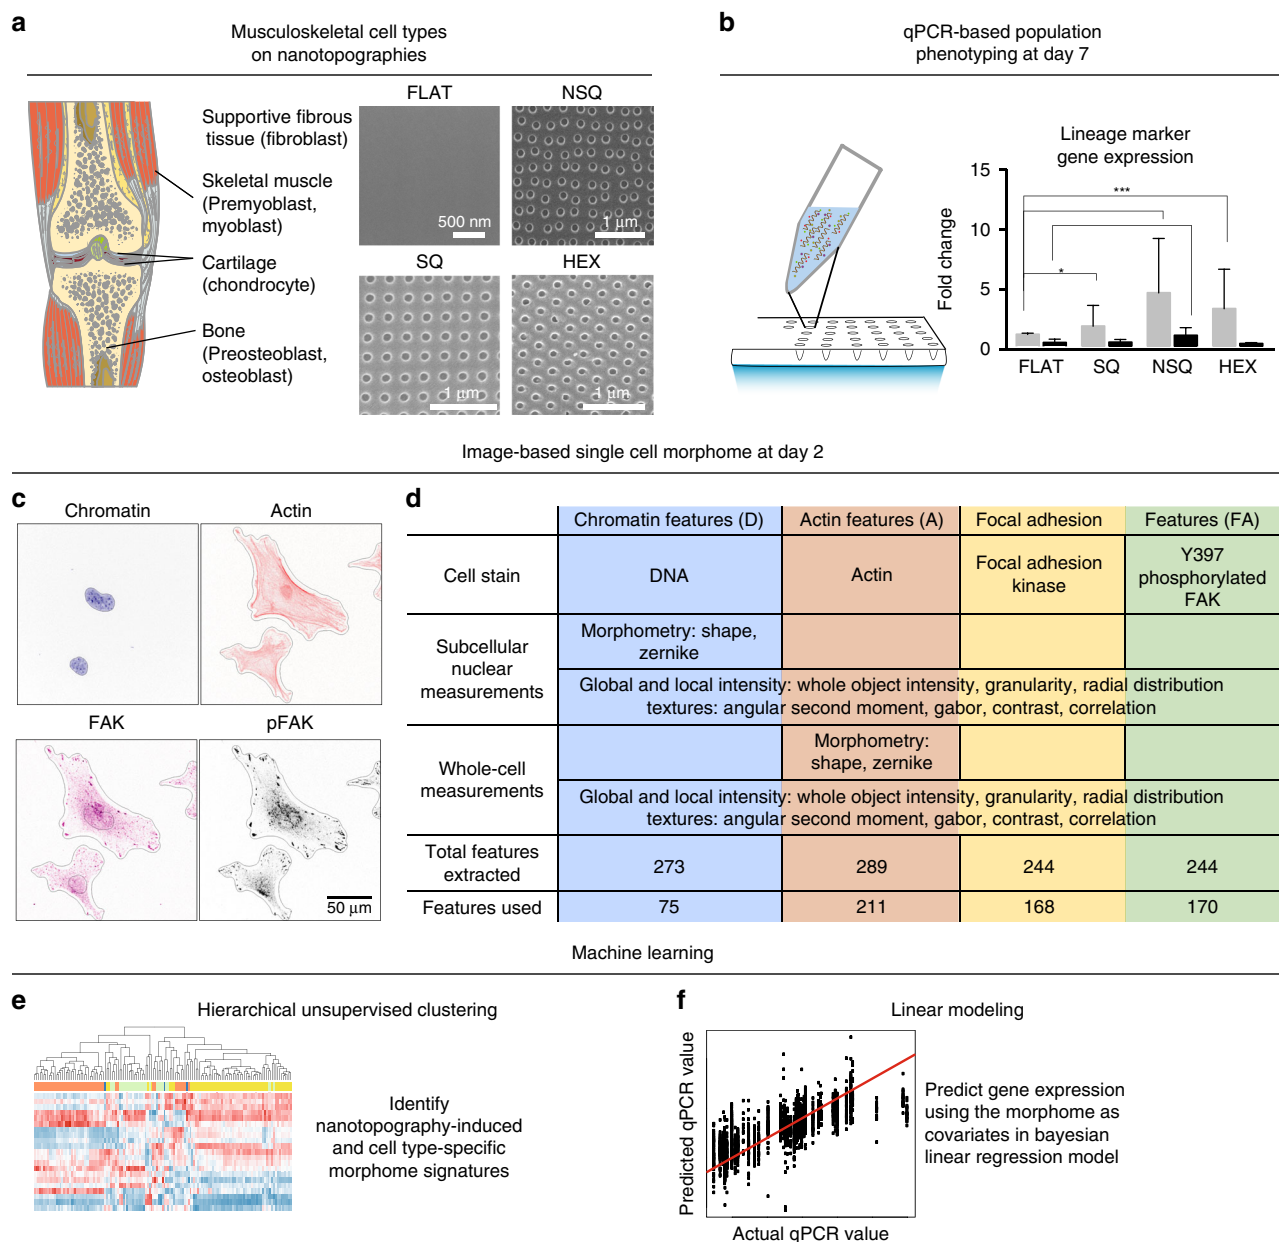 a
Musculoskeletal cell types
on nanotopographies
Supportive fibrous
tissue (fibroblast)
Skeletal muscle
(Premyoblast,
myoblast)
Cartilage
(chondrocyte)
Bone
(Preosteoblast,
osteoblast)
FLAT
500 nm
NSQ
1 μm
SQ
1 μm
HEX
1 μm
b
qPCR-based population
phenotyping at day 7
Lineage marker
gene expression
Fold change
15
10
5
0
***
*
FLAT SQ NSQ HEX
Image-based single cell morphome at day 2
c
Chromatin
Actin
FAK
pFAK
50 μm
d
Chromatin features (D) Actin features (A) Focal adhesion Features (FA)
Cell stain
DNA
Actin
Focal adhesion
kinase
Y397
phosphorylated
FAK
Subcellular
nuclear
measurements
Morphometry: shape,
zernike
Global and local intensity: whole object intensity, granularity, radial distribution
textures: angular second moment, gabor, contrast, correlation
Whole-cell
measurements
Morphometry:
shape, zernike
Global and local intensity: whole object intensity, granularity, radial distribution
textures: angular second moment, gabor, contrast, correlation
Total features
extracted
273 289 244 244
Features used 75 211 168 170
Machine learning
e
Hierarchical unsupervised clustering
Identify
nanotopography-induced
and cell type-specific
morphome signatures
f
Linear modeling
Predicted qPCR value
Actual qPCR value
Predict gene expression
using the morphome as
covariates in bayesian
linear regression model